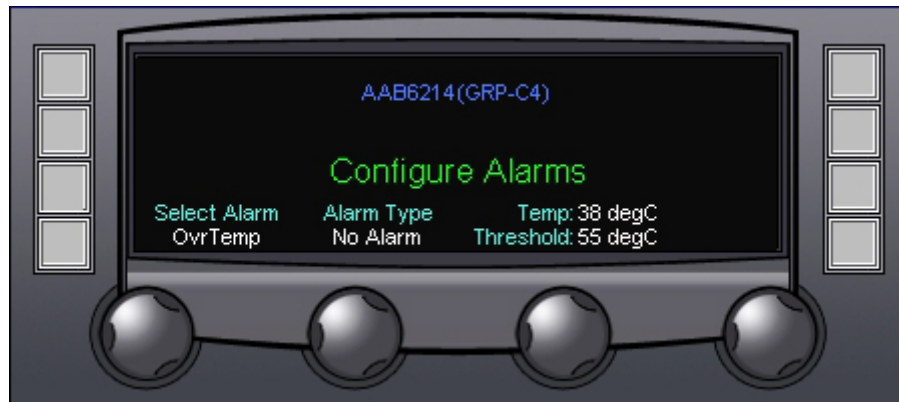 AAB6214(GRP-C4)
Configure Alarms
Select Alarm Alarm Type Temp: 38 degC
OvrTemp No Alarm Threshold: 55 degC